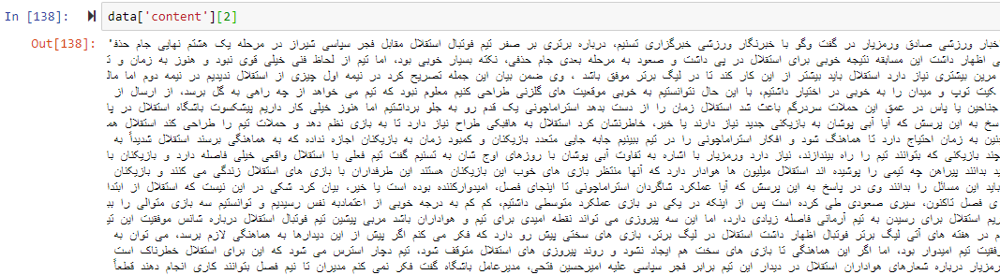 In [138]: data['content'][2]
Out[138]: خبار ورزشی صادق ورمزیار در گفت وگو با خبرنگار ورزشی خبرگزاری تسنیم، درباره برتری بر صفر تیم فوتبال استقلال مقابل فجر سپاسی شیراز در مرحله یک هشتم نهایی جام حذف'
ی اظهار داشت این مسابقه نتیجه خوبی برای استقلال در پی داشت و صعود به مرحله بعدی جام حذفی، نکته بسیار خوبی بود، اما تیم از لحاظ فنی خیلی قوی نبود و هنوز به زمان و ت
مرین بیشتری نیاز دارد استقلال باید بیشتر از این کار کند تا در لیگ برتر موفق باشد ، وی ضمن بیان این جمله تصریح کرد در نیمه اول چیزی از استقلال ندیدیم در نیمه دوم اما مال
کیت توپ و میدان را به خوبی در اختیار داشتیم، با این حال نتوانستیم به خوبی موقعیت های گلزنی طراحی کنیم معلوم نبود که تیم می خواهد از چه راهی به گل برسد، از ارسال از
جناحین یا پاس در عمق این حملات سردرگم باعث شد استقلال زمان را از دست بدهد استراماچونی یک قدم رو به جلو برداشتیم اما هنوز خیلی کار داریم پیشکسوت باشگاه استقلال در پا
سخ به این پرسش که آیا آبی پوشان به بازیکنی جدید نیاز دارند یا خیر، خاطرنشان کرد استقلال به هافبکی طراح نیاز دارد تا به بازی نظم دهد و حملات تیم را طراحی کند استقلال هم
چنین به زمان احتیاج دارد تا هماهنگ شود و افکار استراماچونی را در تیم ببینیم جابه جایی متعدد بازیکنان و کمبود زمان به بازیکنان اجازه نداده که به هماهنگی برسند استقلال شدیداً به
چند بازیکنی که بتوانند تیم را راه بیندازند، نیاز دارد ورمزیار با اشاره به تفاوت آبی پوشان با روزهای اوج شان به تسنیم گفت تیم فعلی با استقلال واقعی خیلی فاصله دارد و بازیکنان با
ید بدانند پیراهن چه تیمی را پوشیده اند استقلال میلیون ها هوادار دارد که آنها منتظر بازی های خوب این بازیکنان هستند این طرفداران با بازی های استقلال زندگی می کنند و بازیکنان
باید این مسائل را بدانند وی در پاسخ به این پرسش که آیا عملکرد شاگردان استراماچونی تا اینجای فصل، امیدوارکننده بوده است یا خیر، بیان کرد شکی در این نیست که استقلال از ابتدا
ی فصل تاکنون، سیری صعودی طی کرده است پس از اینکه در یکی دو بازی عملکرد متوسطی داشتیم، کم کم به درجه خوبی از اعتمادبه نفس رسیدیم و توانستیم سه بازی متوالی را ببر
یم استقلال برای رسیدن به تیم آرمانی فاصله زیادی دارد، اما این سه پیروزی می تواند نقطه امیدی برای تیم و هواداران باشد مربی پیشین تیم فوتبال استقلال درباره شانس موفقیت این تی
م در هفته های آتی لیگ برتر فوتبال اظهار داشت استقلال در لیگ برتر، بازی های سختی پیش رو دارد که فکر می کنم اگر پیش از این دیدارها به هماهنگی لازم برسد، می توان به
وفقیت تیم امیدوار بود، اما اگر این هماهنگی تا بازی های سخت هم ایجاد نشود و روند پیروزی های استقلال متوقف شود، تیم دچار استرس می شود که این برای استقلال خطرناک است
رمزیار درباره شعارهای هواداران استقلال در دیدار این تیم برابر فجر سپاسی علیه امیرحسین فتحی، مدیرعامل باشگاه گفت فکر نمی کنم مدیران تا نیم فصل بتوانند کاری انجام دهند قطعاً